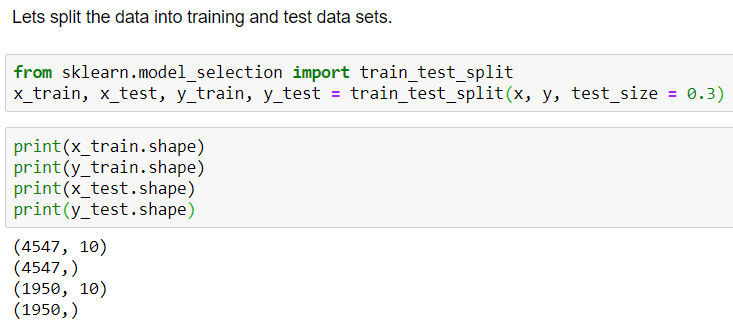 Lets split the data into training and test data sets.
from sklearn.model_selection import train_test_split
x_train, x_test, y_train, y_test = train_test_split(x, y, test_size = 0.3)
print(x_train.shape)
print(y_train.shape)
print(x_test.shape)
print(y_test.shape)
(4547, 10)
(4547,)
(1950, 10)
(1950,)